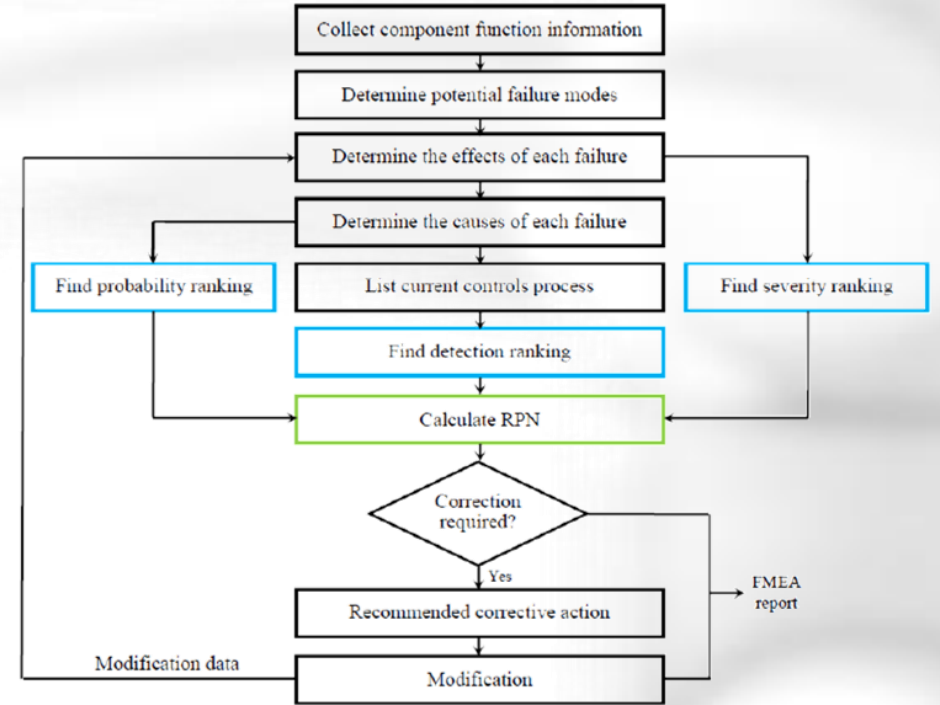 Collect component function information
Determine potential failure modes
Determine the effects of each failure
Determine the causes of each failure
Find probability ranking
List current controls process
Find severity ranking
Find detection ranking
Calculate RPN
Correction
required?
Yes
FMEA
report
Recommended corrective action
Modification data
Modification